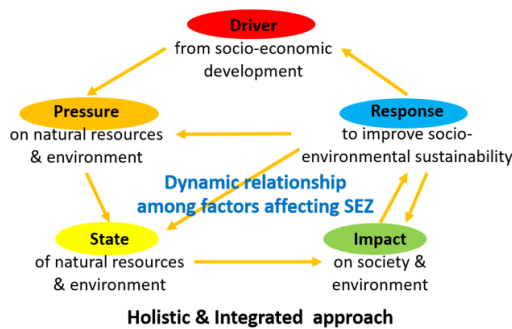 Driver
from socio-economic
development
Pressure
on natural resources
& environment
Response
to improve socio-
environmental sustainability
Dynamic relationship
among factors affecting SEZ
State
of natural resources
& environment
Impact
on society &
environment
Holistic & Integrated approach